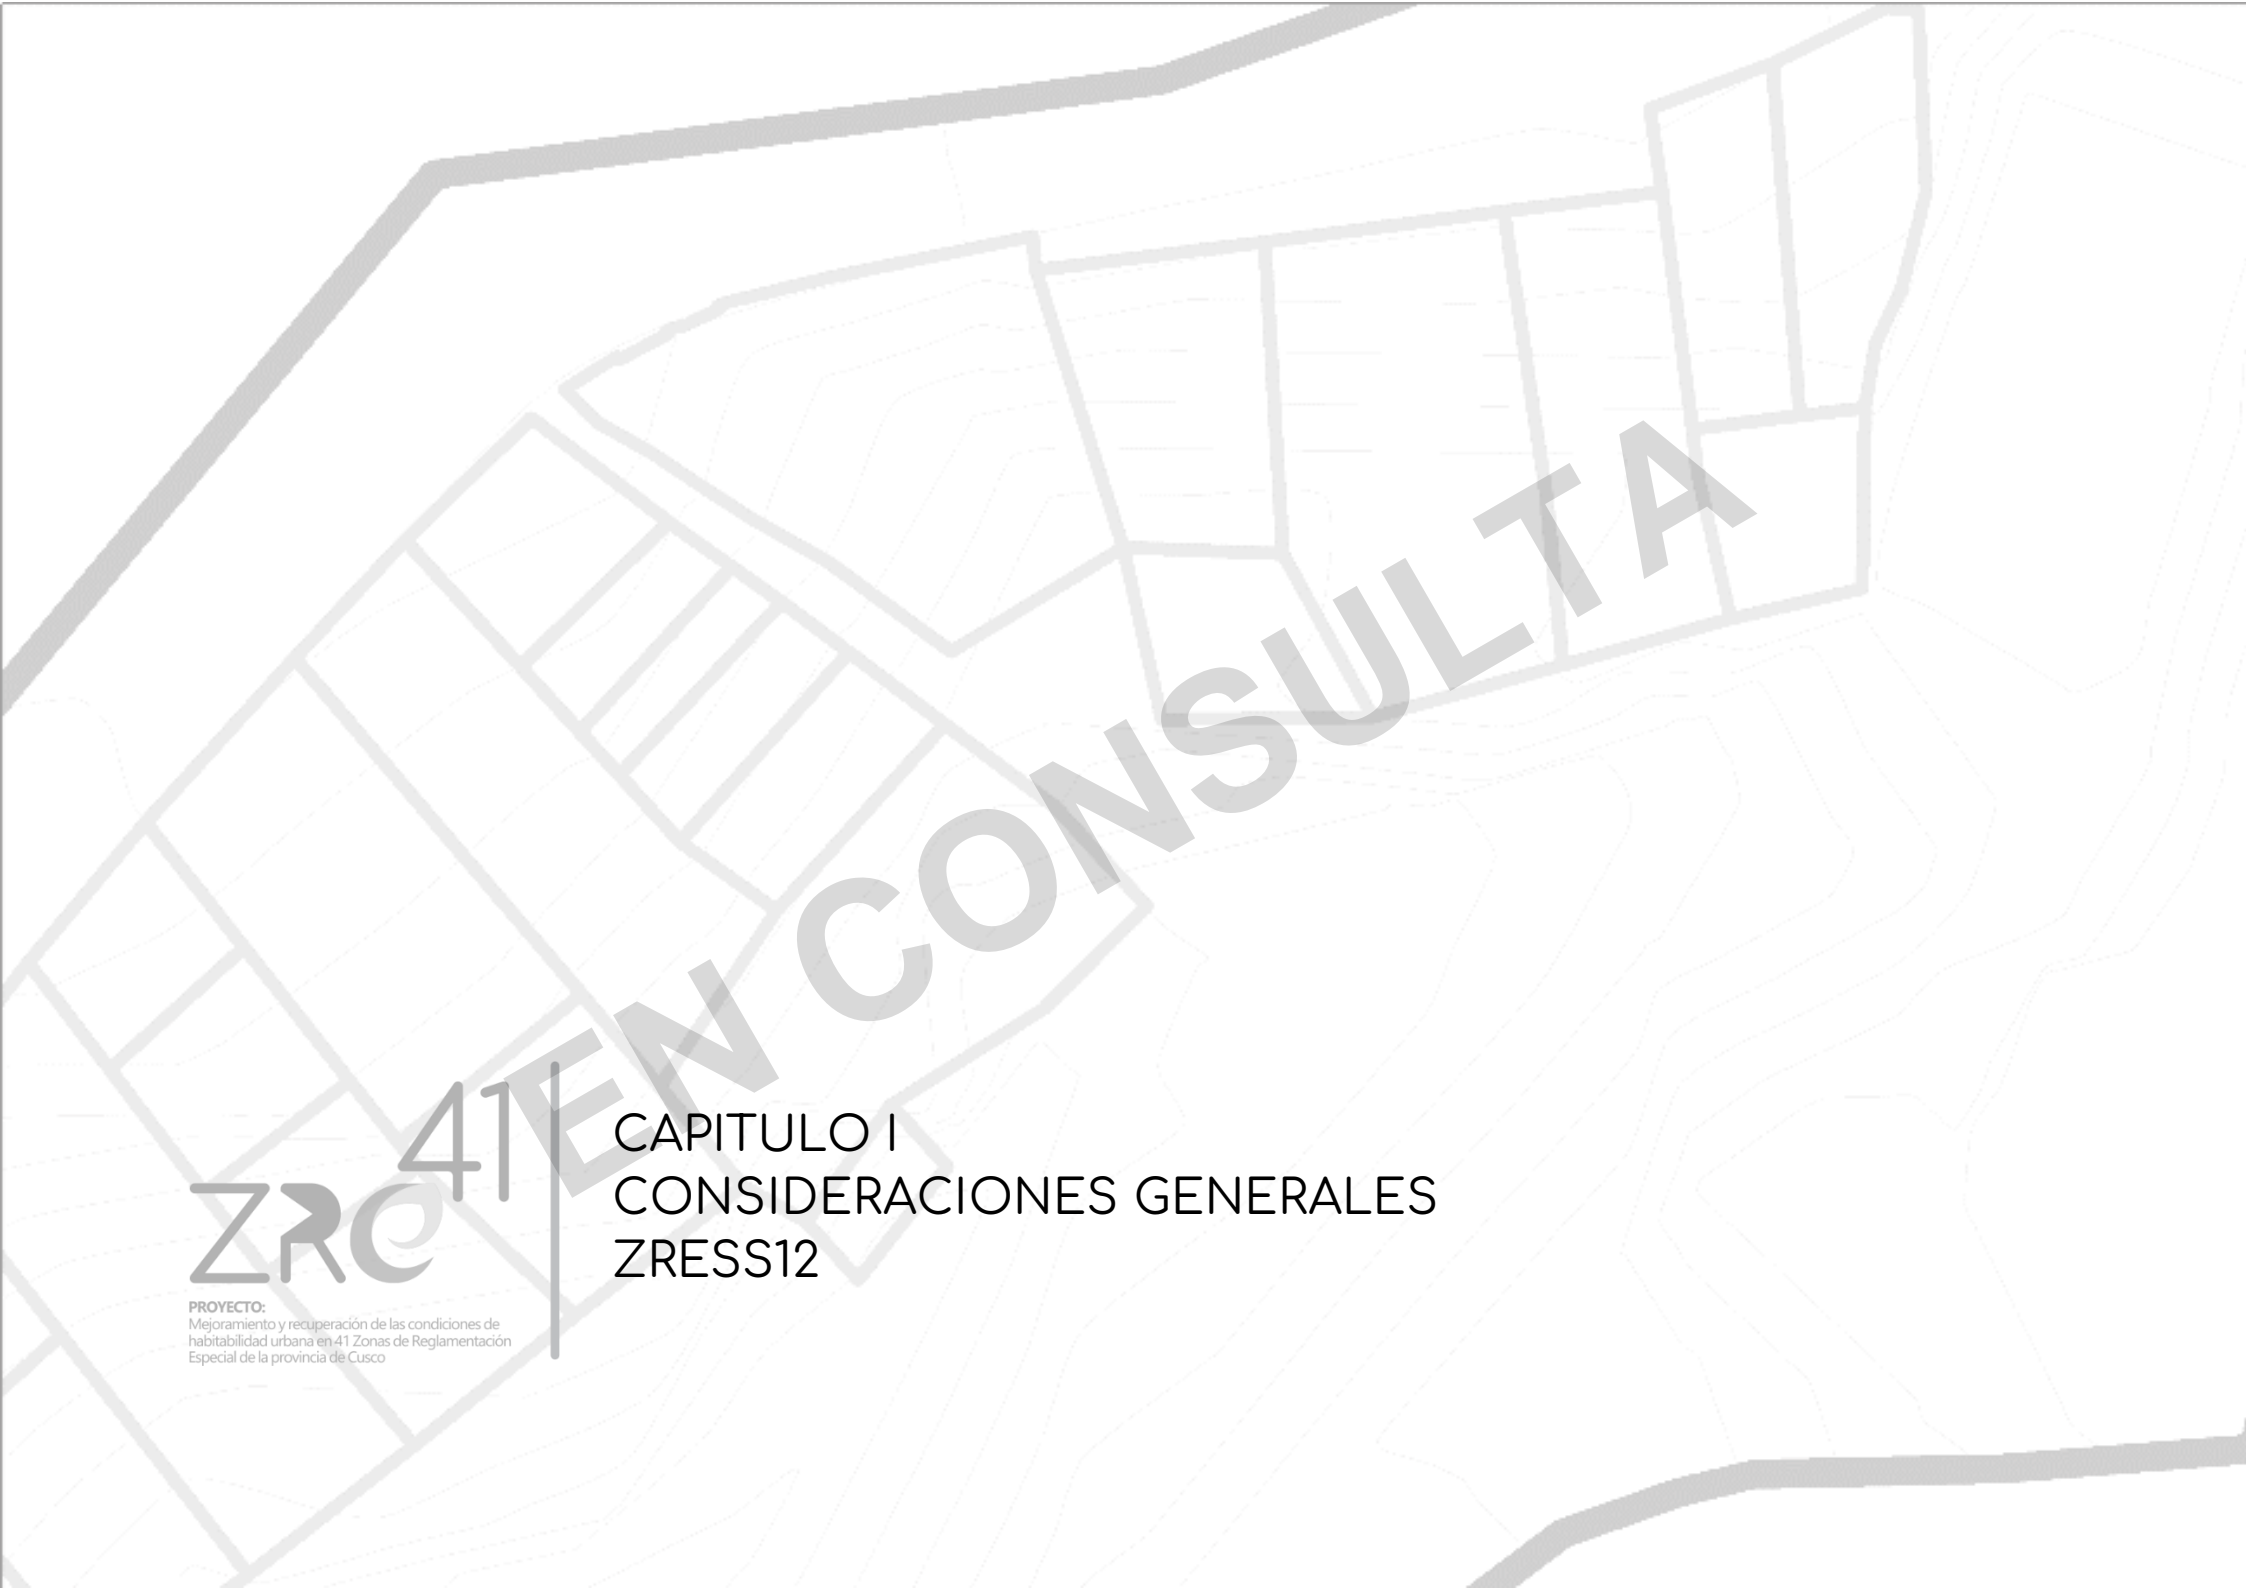 EN CONSULTA
41
ZRE
CAPITULO I
CONSIDERACIONES GENERALES
ZRESS12
PROYECTO:
Mejoramiento y recuperación de las condiciones de
habitabilidad urbana en 41 Zonas de Reglamentación
Especial de la provincia de Cusco